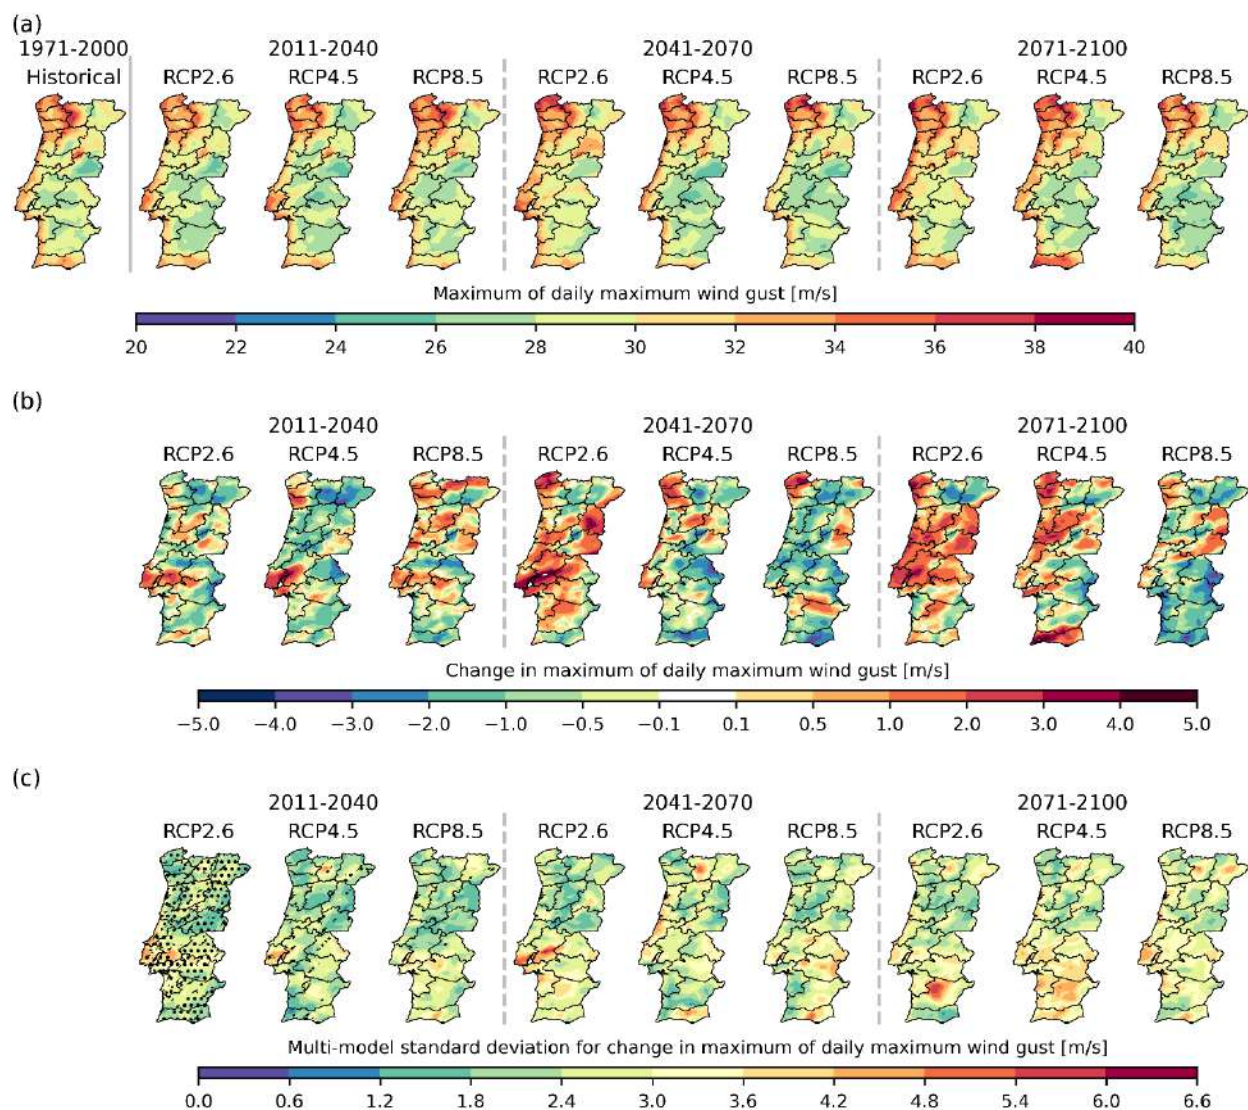 (a)
1971-2000 2011-2040 2041-2070 2071-2100
Historical RCP2.6 RCP4.5 RCP8.5 RCP2.6 RCP4.5 RCP8.5 RCP2.6 RCP4.5 RCP8.5
Maximum of daily maximum wind gust [m/s]
20 22 24 26 28 30 32 34 36 38 40
(b)
2011-2040 2041-2070 2071-2100
RCP2.6 RCP4.5 RCP8.5 RCP2.6 RCP4.5 RCP8.5 RCP2.6 RCP4.5 RCP8.5
Change in maximum of daily maximum wind gust [m/s]
−5.0 −4.0 −3.0 −2.0 −1.0 −0.5 −0.1 0.1 0.5 1.0 2.0 3.0 4.0 5.0
(c)
2011-2040 2041-2070 2071-2100
RCP2.6 RCP4.5 RCP8.5 RCP2.6 RCP4.5 RCP8.5 RCP2.6 RCP4.5 RCP8.5
Multi-model standard deviation for change in maximum of daily maximum wind gust [m/s]
0.0 0.6 1.2 1.8 2.4 3.0 3.6 4.2 4.8 5.4 6.0 6.6